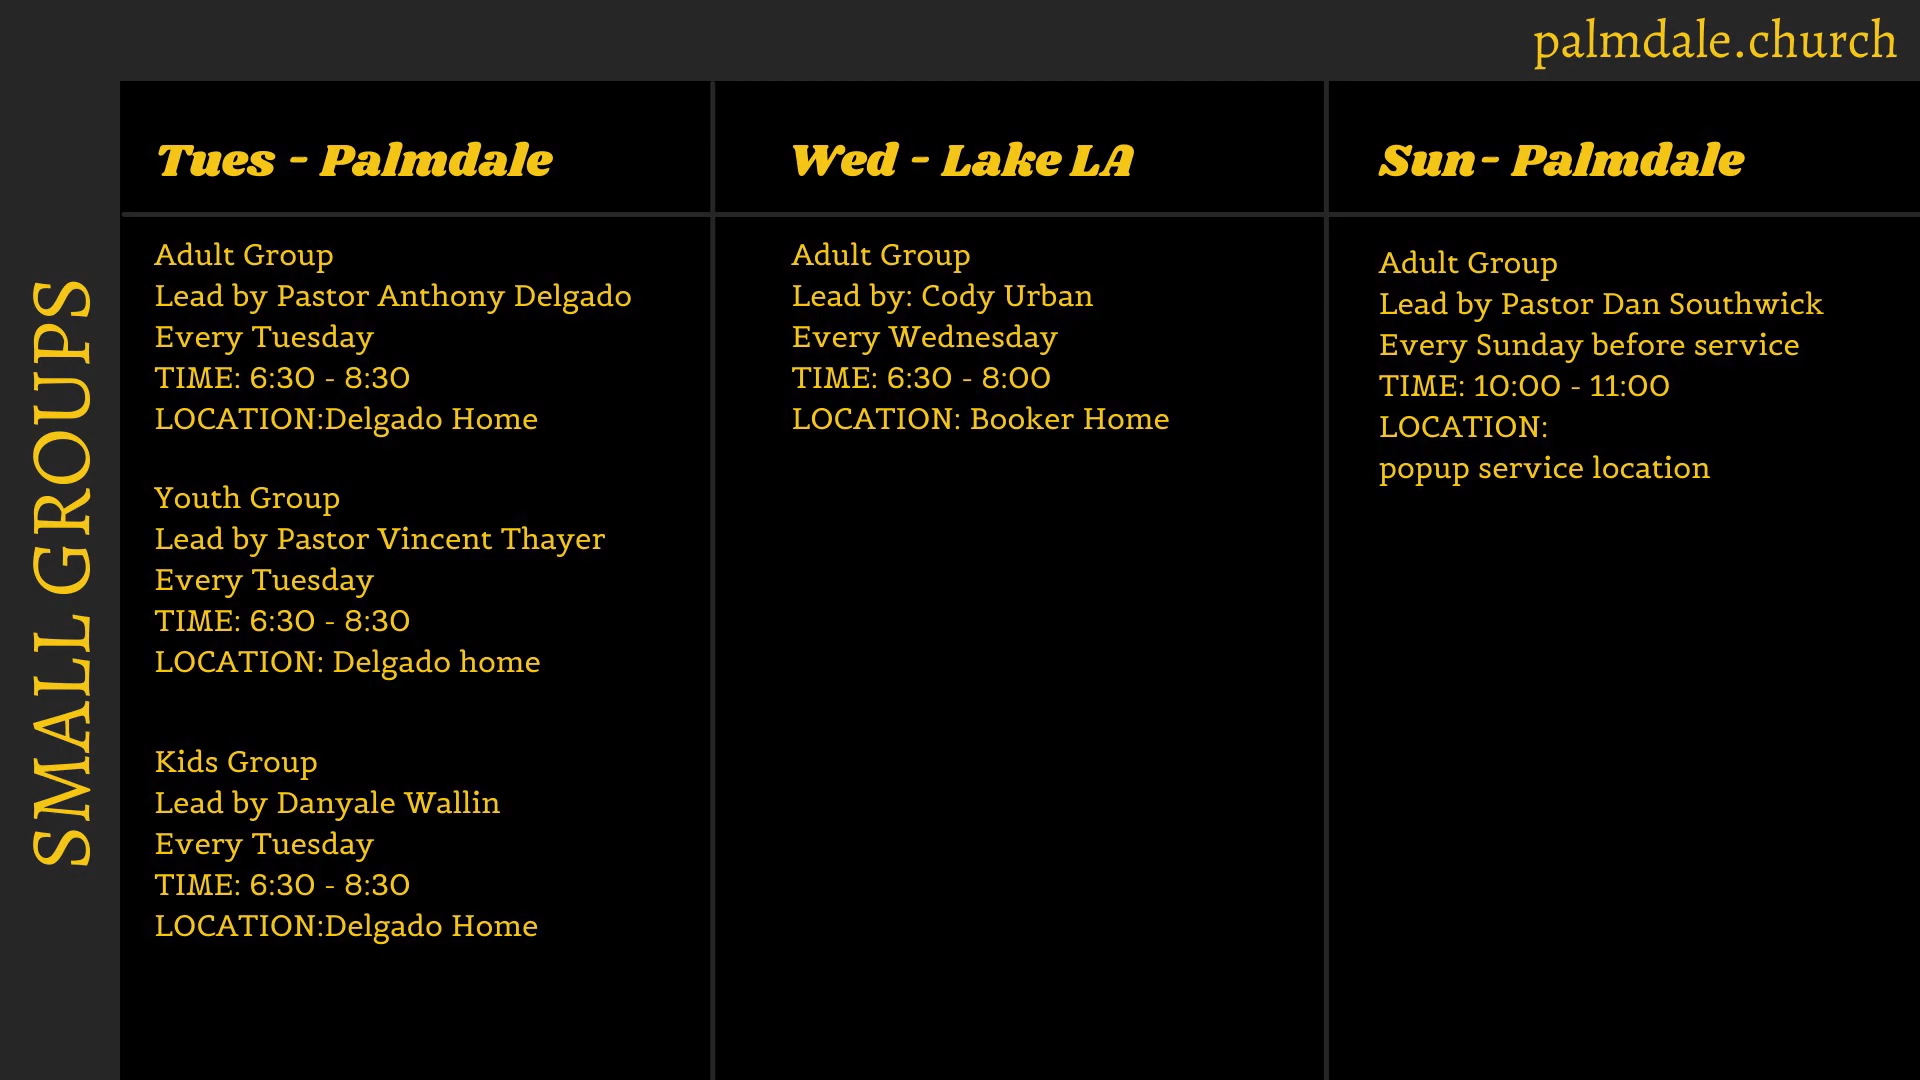 palmdale.church
SMALL GROUPS
Tues - Palmdale
Adult Group
Lead by Pastor Anthony Delgado
Every Tuesday
TIME: 6:30 - 8:30
LOCATION:Delgado Home
Youth Group
Lead by Pastor Vincent Thayer
Every Tuesday
TIME: 6:30 - 8:30
LOCATION: Delgado home
Kids Group
Lead by Danyale Wallin
Every Tuesday
TIME: 6:30 - 8:30
LOCATION:Delgado Home
Wed - Lake LA
Adult Group
Lead by: Cody Urban
Every Wednesday
TIME: 6:30 - 8:00
LOCATION: Booker Home
Sun- Palmdale
Adult Group
Lead by Pastor Dan Southwick
Every Sunday before service
TIME: 10:00 - 11:00
LOCATION:
popup service location